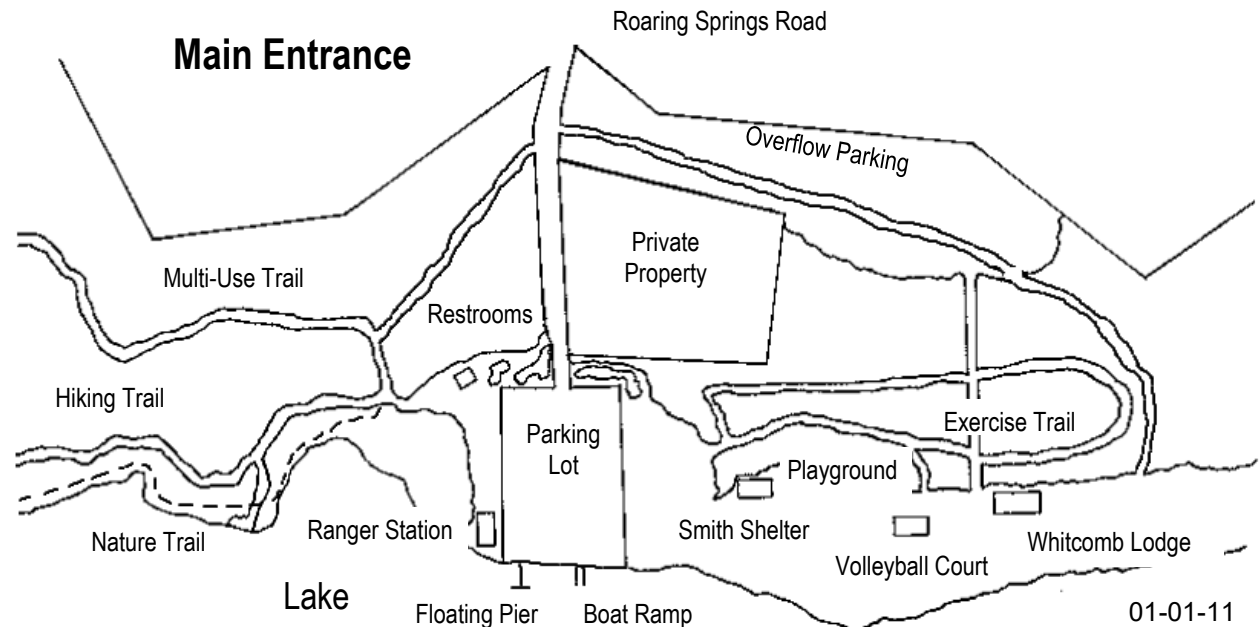 Roaring Springs Road
Main Entrance
Overflow Parking
Private
Property
Multi-Use Trail
Restrooms
Hiking Trail
Parking
Lot
Exercise Trail
Playground
Nature Trail
Ranger Station
Smith Shelter
Volleyball Court
Whitcomb Lodge
Lake
Floating Pier
Boat Ramp
01-01-11